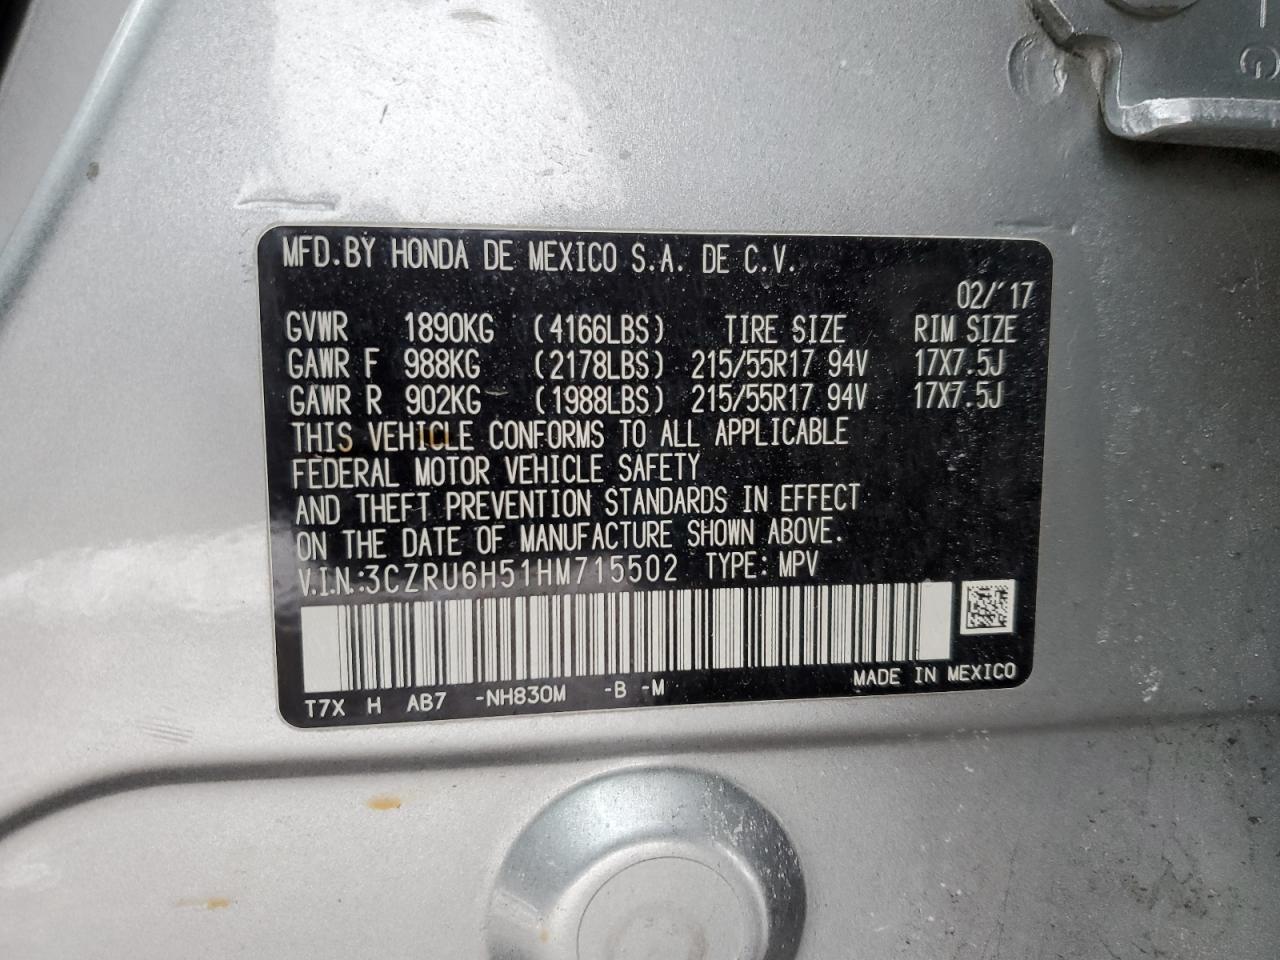 MFD.BY HONDA DE MEXICO S.A. DE C.V.
02/'17
GVWR 1890KG (4166LBS) TIRE SIZE RIM SIZE
GAWR F 988KG (2178LBS) 215/55R17 94V 17X7.5J
GAWR R 902KG (1988LBS) 215/55R17 94V 17X7.5J
THIS VEHICLE CONFORMS TO ALL APPLICABLE
FEDERAL MOTOR VEHICLE SAFETY
AND THEFT PREVENTION STANDARDS IN EFFECT
ON THE DATE OF MANUFACTURE SHOWN ABOVE.
V.I.N.:3CZRU6H51HM715502 TYPE: MPV
T7X H AB7 -NH830M -B -M MADE IN MEXICO